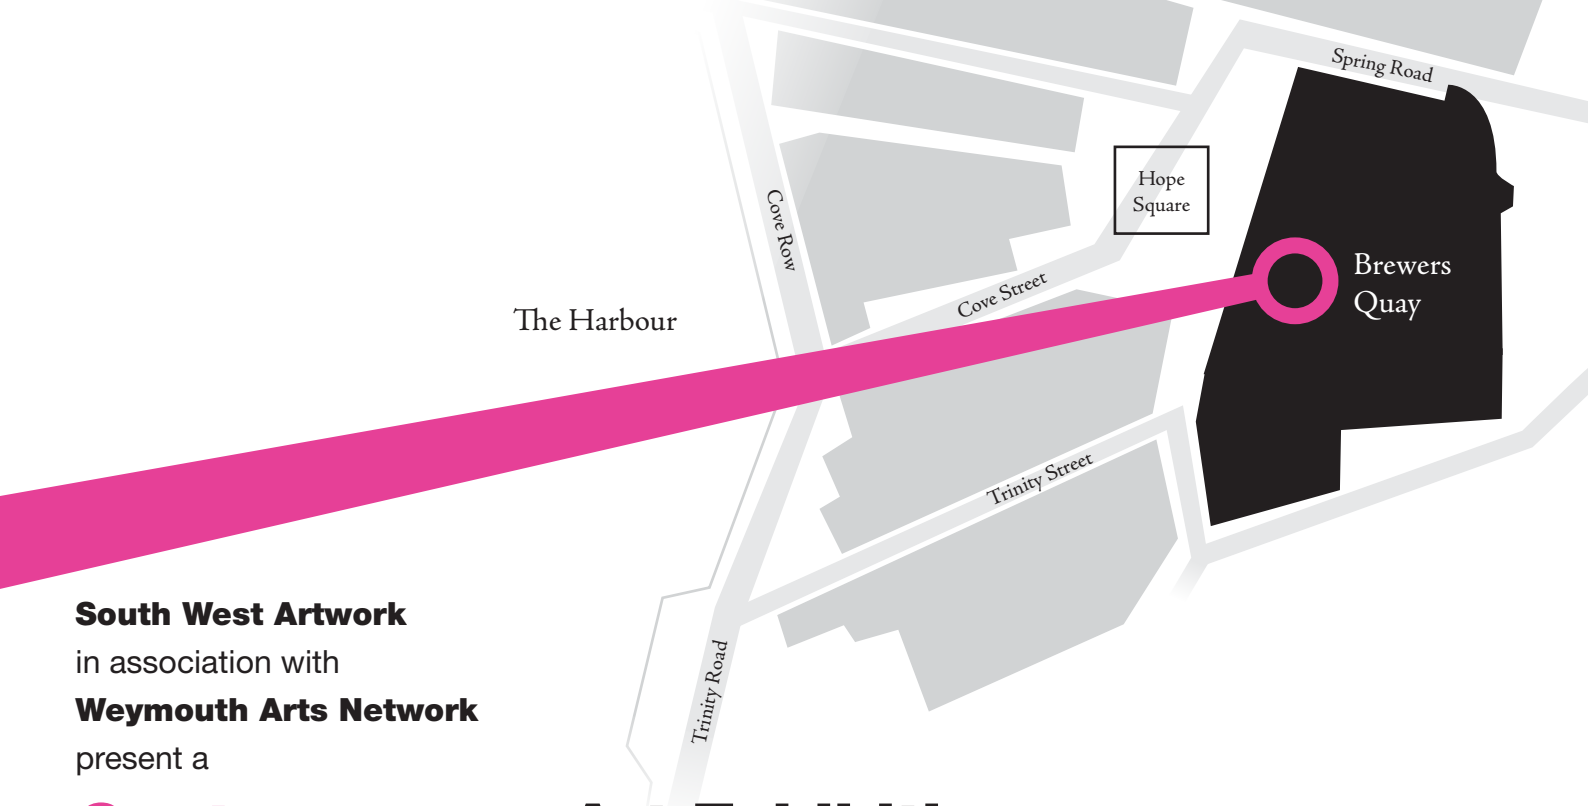 Spring Road
Hope
Square
Cove Row
Brewers
Quay
Cove Street
The Harbour
Trinity Street
South West Artwork
in association with
Trinity Road
Weymouth Arts Network
present a